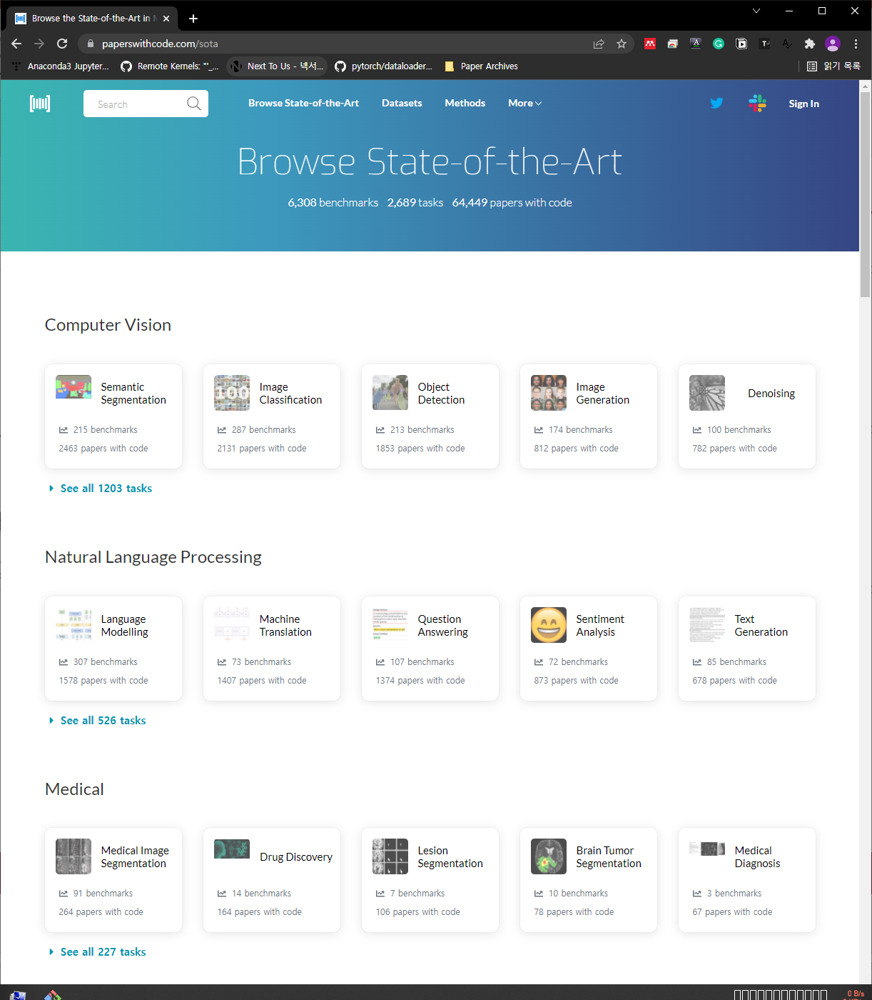 Browse the State-of-the-Art in
paperswithcode.com/sota
Anaconda3 Jupyter...
Remote Kernels: "'_...
Next To Us - 넥서...
pytorch/dataloader...
Paper Archives
읽기 목록
Search
Browse State-of-the-Art
Datasets
Methods
More
Sign In
Browse State-of-the-Art
6,308 benchmarks 2,689 tasks 64,449 papers with code
Computer Vision
Semantic
Segmentation
215 benchmarks
2463 papers with code
100
Image
Classification
287 benchmarks
2131 papers with code
Object
Detection
213 benchmarks
1853 papers with code
Image
Generation
174 benchmarks
812 papers with code
Denoising
100 benchmarks
782 papers with code
See all 1203 tasks
Natural Language Processing
Language
Modelling
307 benchmarks
1578 papers with code
Machine
Translation
73 benchmarks
1407 papers with code
Question
Answering
107 benchmarks
1374 papers with code
Sentiment
Analysis
72 benchmarks
873 papers with code
Text
Generation
85 benchmarks
678 papers with code
See all 526 tasks
Medical
Medical Image
Segmentation
91 benchmarks
264 papers with code
Drug Discovery
14 benchmarks
164 papers with code
Lesion
Segmentation
7 benchmarks
106 papers with code
Brain Tumor
Segmentation
10 benchmarks
78 papers with code
Medical
Diagnosis
3 benchmarks
67 papers with code
See all 227 tasks
0 B/s